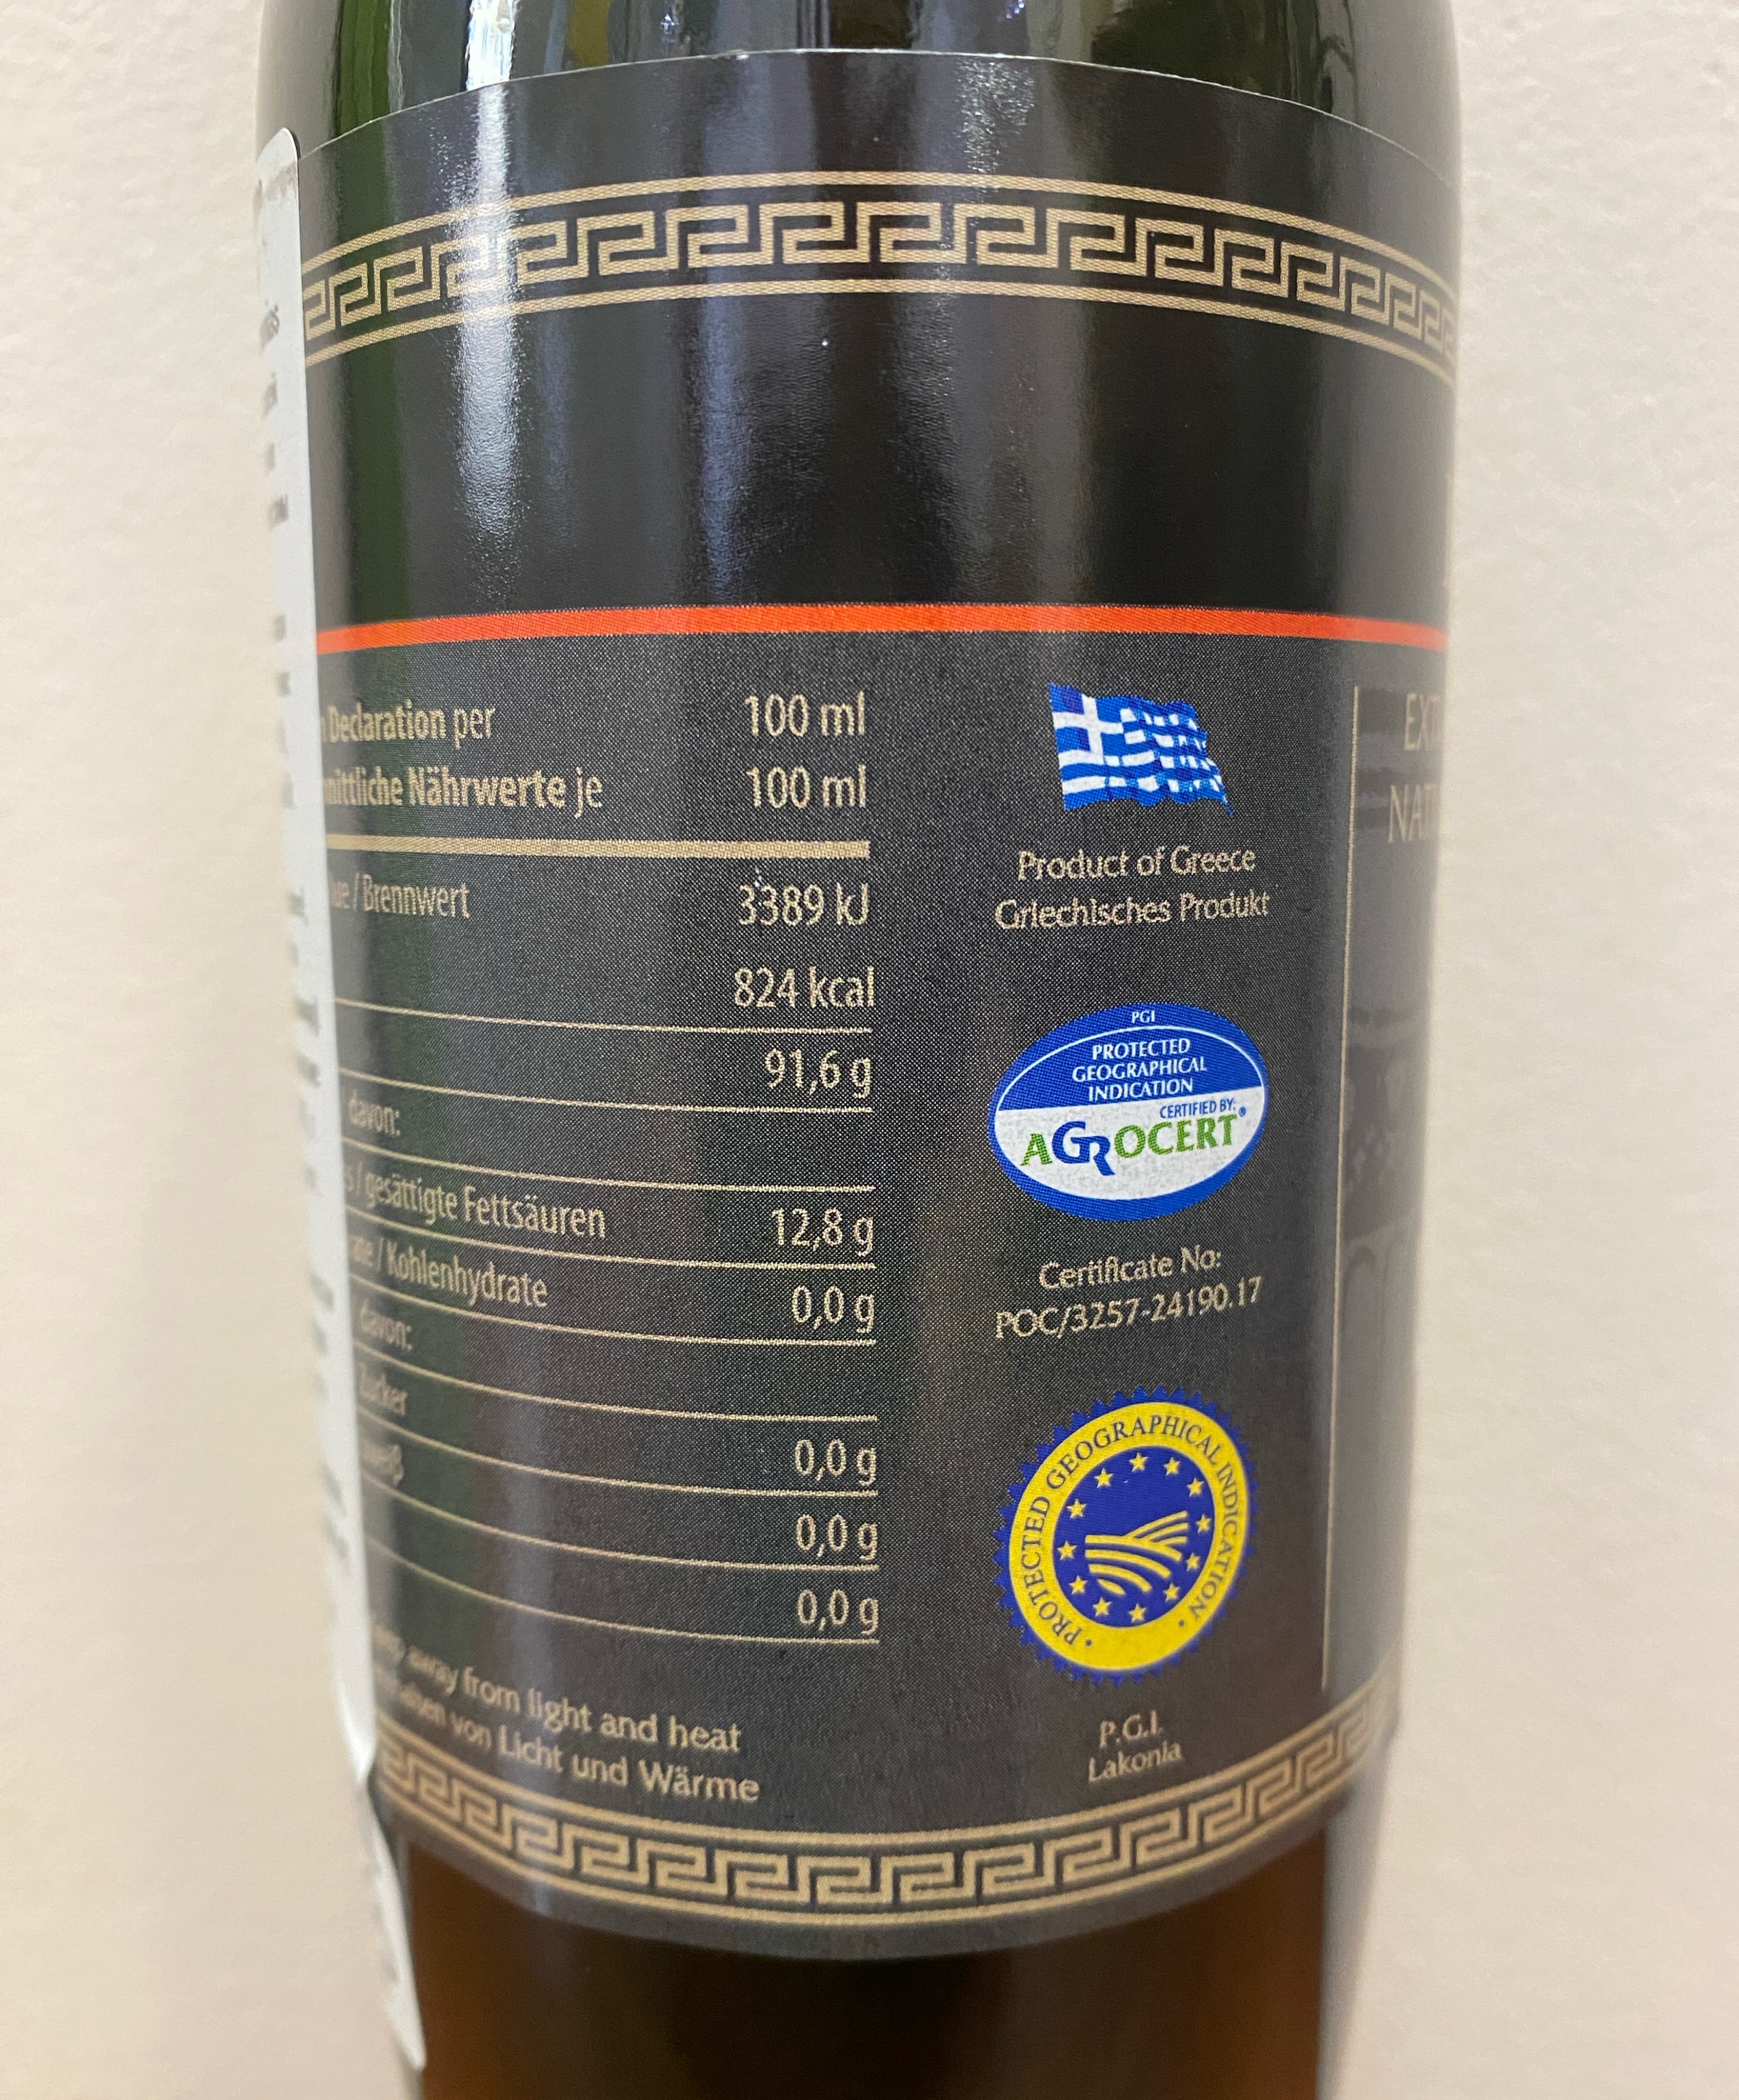 Declaration per 100 ml
Nährwerte je 100 ml
/ Brennwert 3389 kJ
824 kcal
91,6 g
davon:
/ gesättigte Fettsäuren 12,8 g
/ Kohlenhydrate 0,0 g
davon:
0,0 g
0,0 g
0,0 g
away from light and heat
von Licht und Wärme
Product of Greece
Griechisches Produkt
PGI
PROTECTED
GEOGRAPHICAL
INDICATION
CERTIFIED BY:
AGROCERT®
Certificate No:
POC/3257-24190.17
• PROTECTED GEOGRAPHICAL INDICATION •
P.G.I.
Lakonia